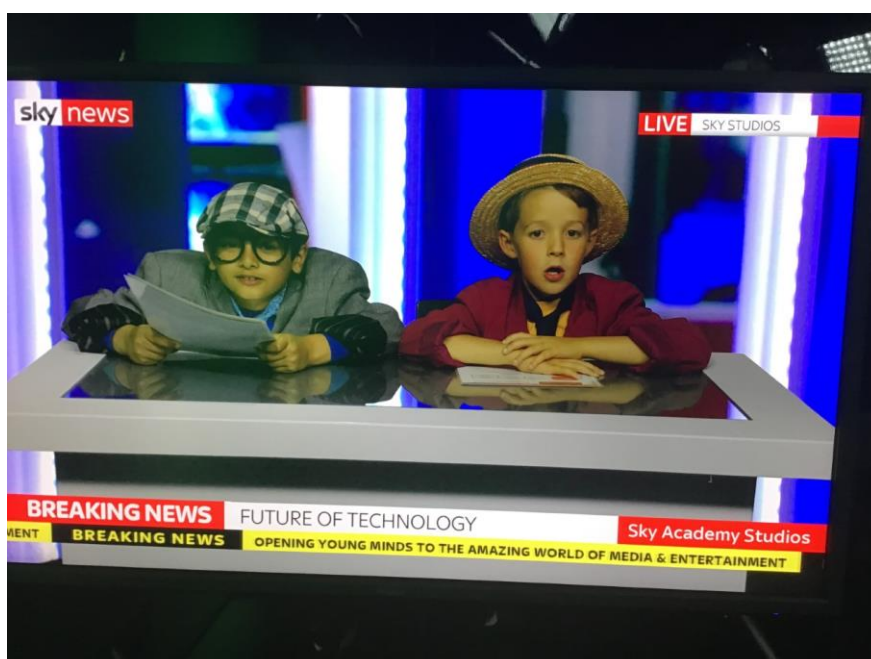 sky news
LIVE SKY STUDIOS
BREAKING NEWS FUTURE OF TECHNOLOGY
Sky Academy Studios
MENT BREAKING NEWS OPENING YOUNG MINDS TO THE AMAZING WORLD OF MEDIA & ENTERTAINMENT